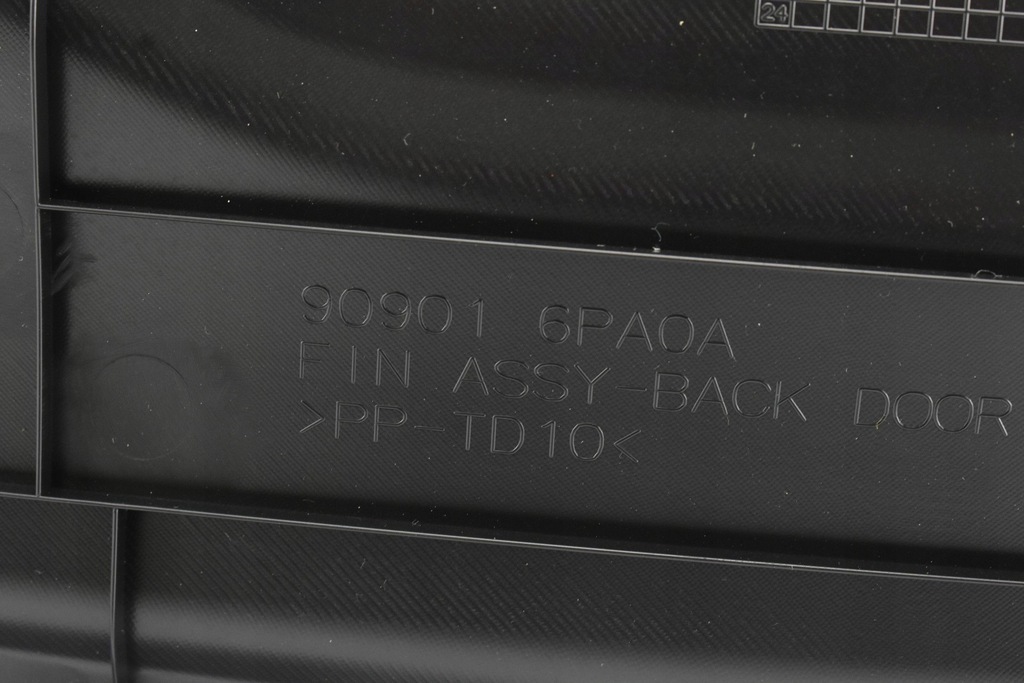 24
90901 6PA0A
FIN ASSY-BACK DOOR
>PP-TD10<